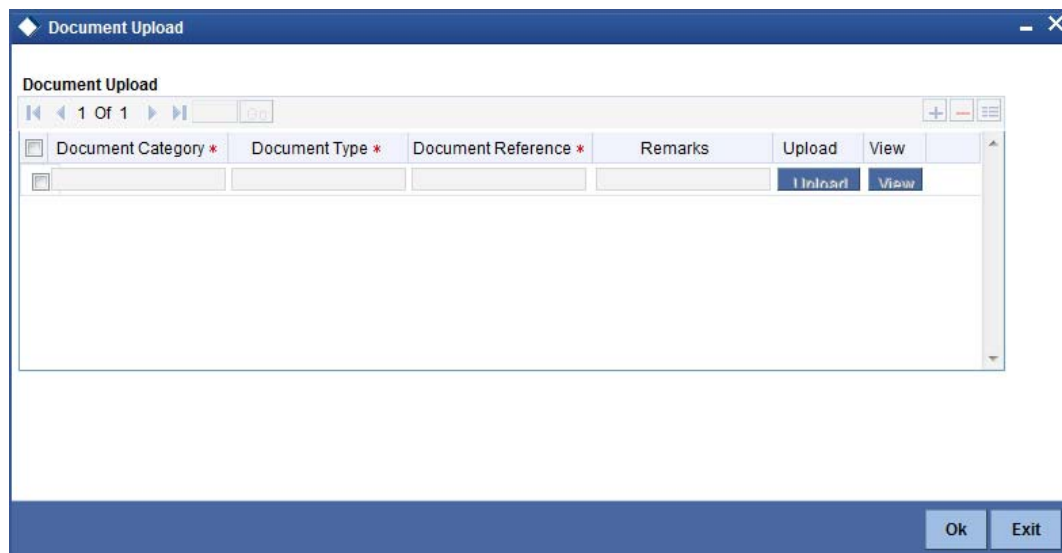 Document Upload
Document Upload
1 Of 1 Go
Document Category * Document Type * Document Reference * Remarks Upload View
Upload View
Ok Exit